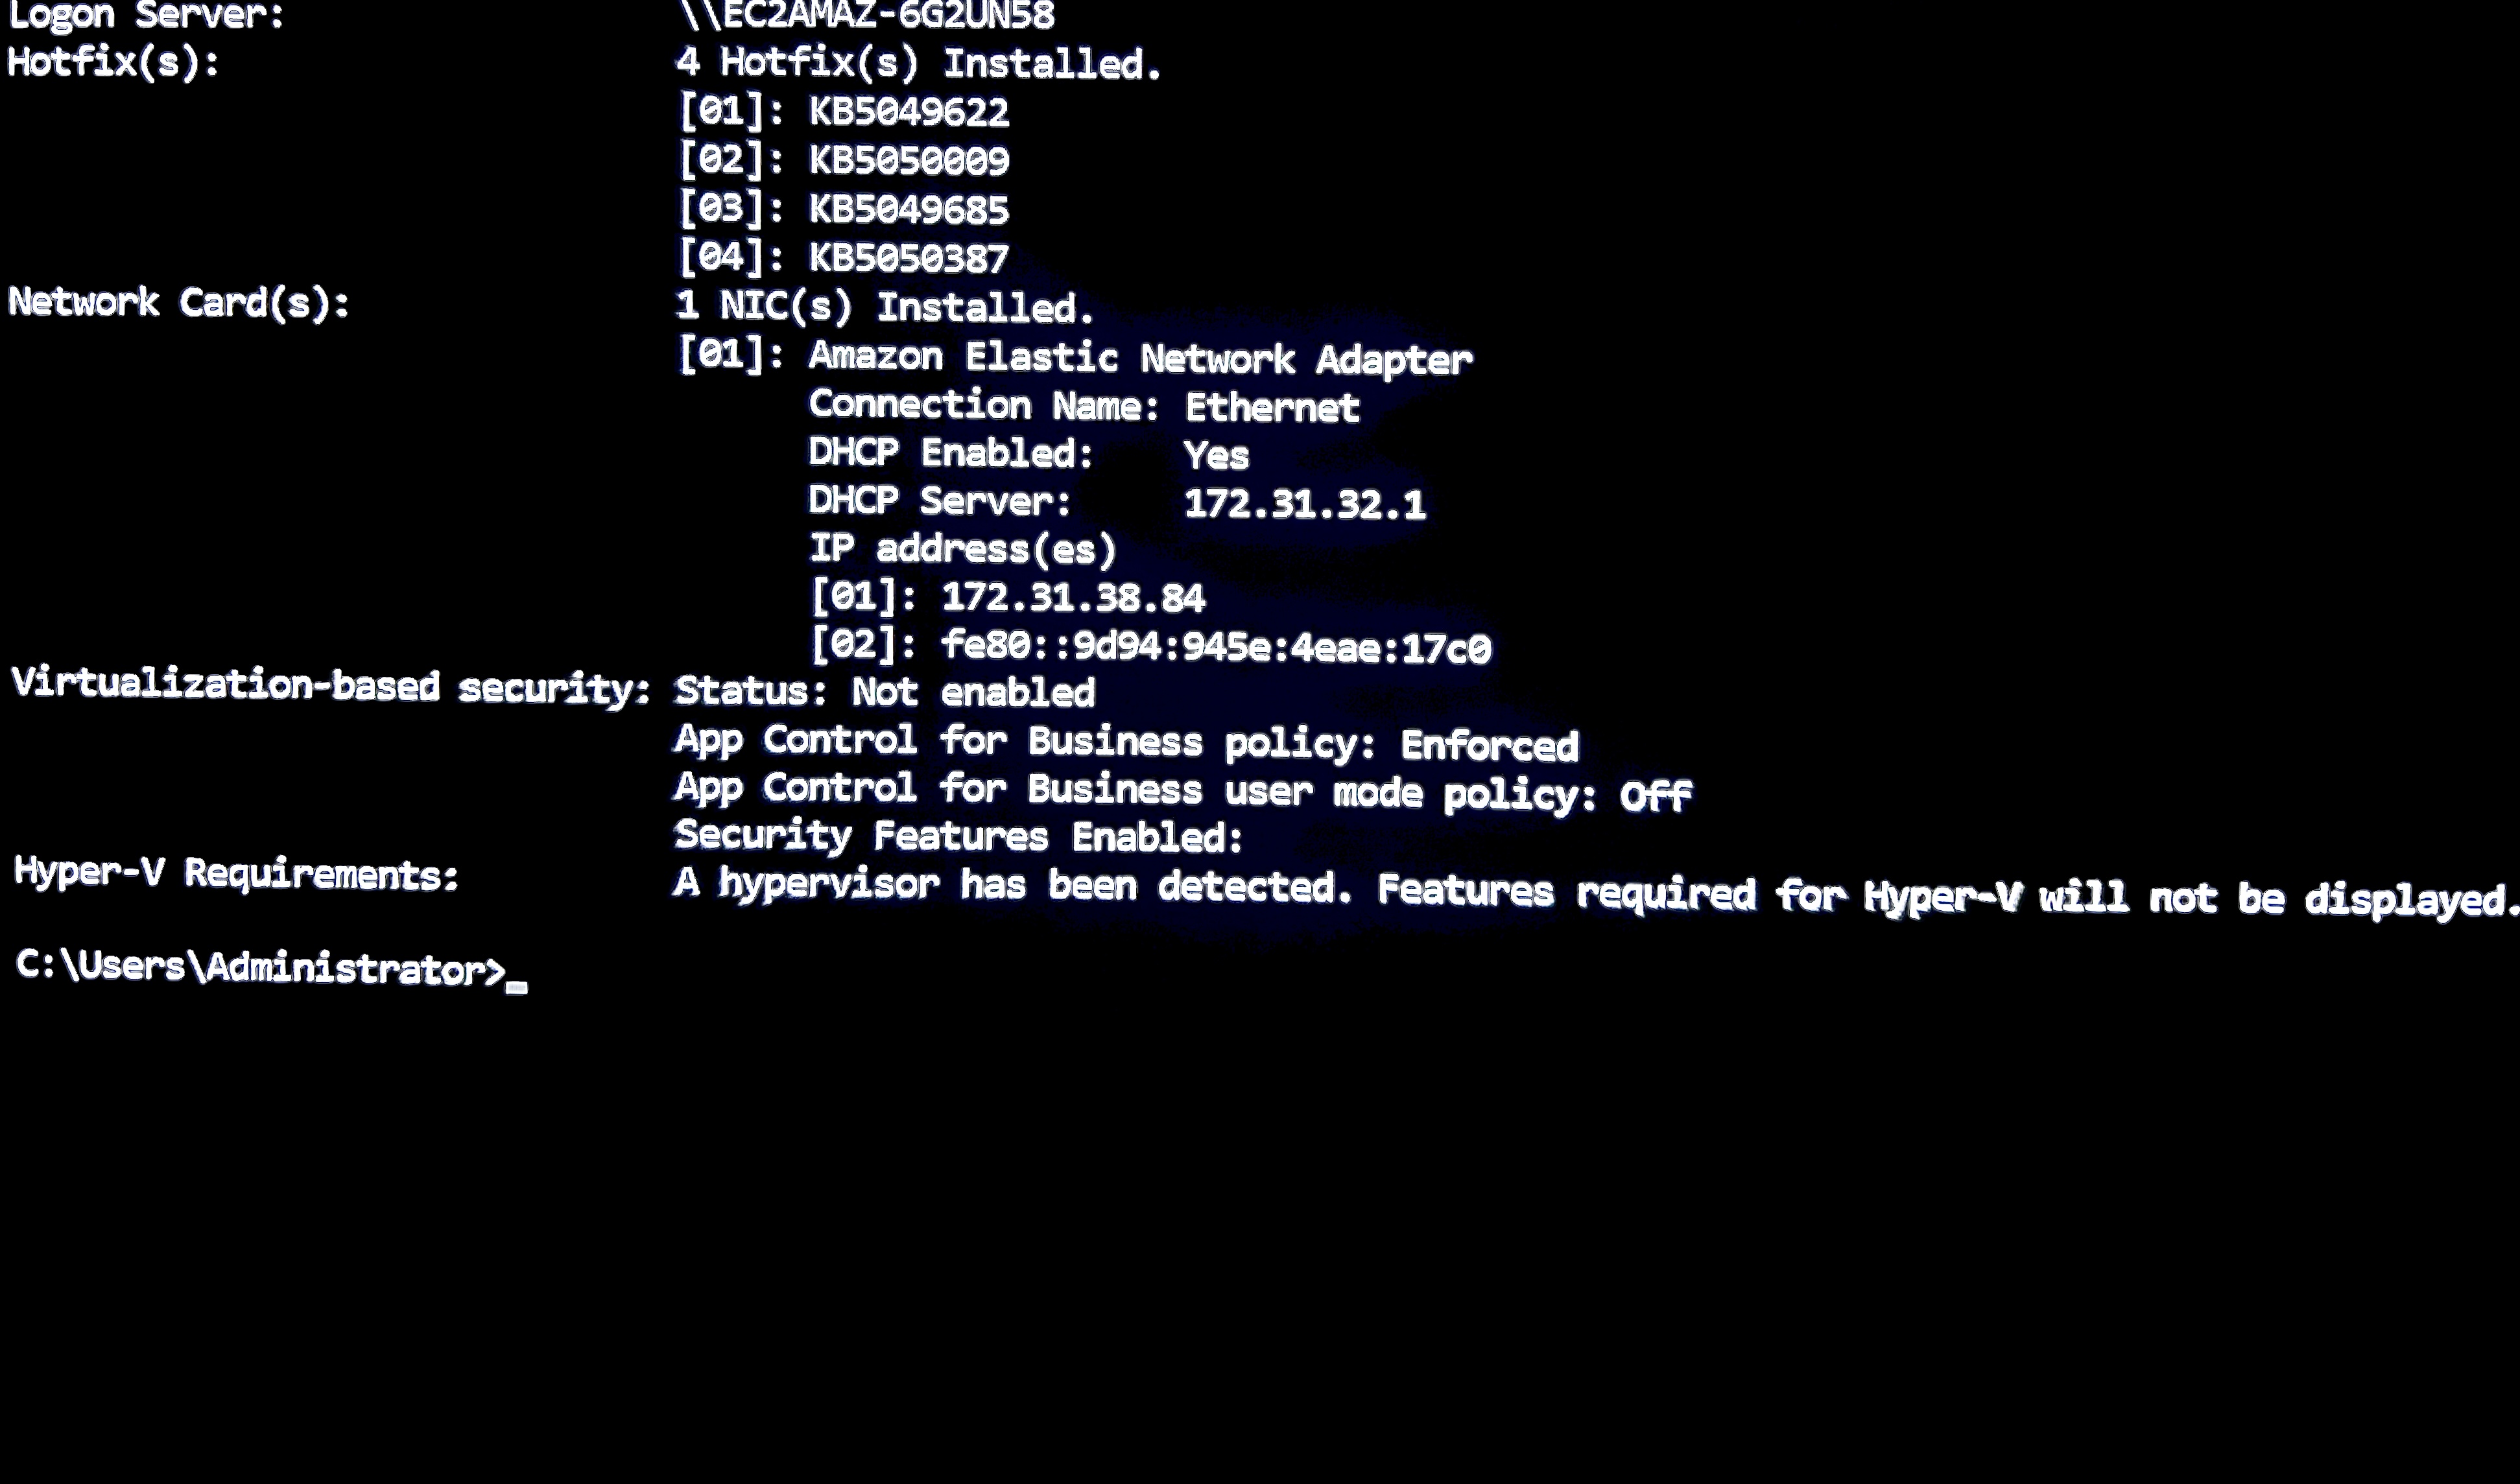 Logon Server: \\EC2AMAZ-6G2UN58
Hotfix(s): 4 Hotfix(s) Installed.
[01]: KB5049622
[02]: KB5050009
[03]: KB5049685
[04]: KB5050387
Network Card(s): 1 NIC(s) Installed.
[01]: Amazon Elastic Network Adapter
Connection Name: Ethernet
DHCP Enabled: Yes
DHCP Server: 172.31.32.1
IP address(es)
[01]: 172.31.38.84
[02]: fe80::9d94:945e:4eae:17c0
Virtualization-based security: Status: Not enabled
App Control for Business policy: Enforced
App Control for Business user mode policy: Off
Security Features Enabled:
Hyper-V Requirements: A hypervisor has been detected. Features required for Hyper-V will not be displayed.
C:\Users\Administrator>_